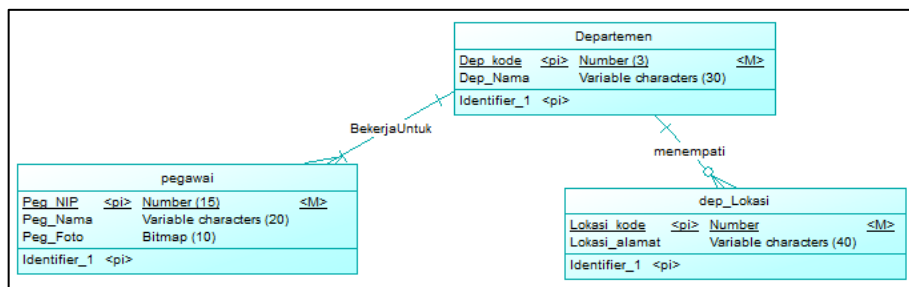 Departemen
Dep_kode <pi> Number (3) <M>
Dep_Nama Variable characters (30)
Identifier_1 <pi>
BekerjaUntuk
menempati
pegawai
Peg_NIP <pi> Number (15) <M>
Peg_Nama Variable characters (20)
Peg_Foto Bitmap (10)
Identifier_1 <pi>
dep_Lokasi
Lokasi_kode <pi> Number <M>
Lokasi_alamat Variable characters (40)
Identifier_1 <pi>